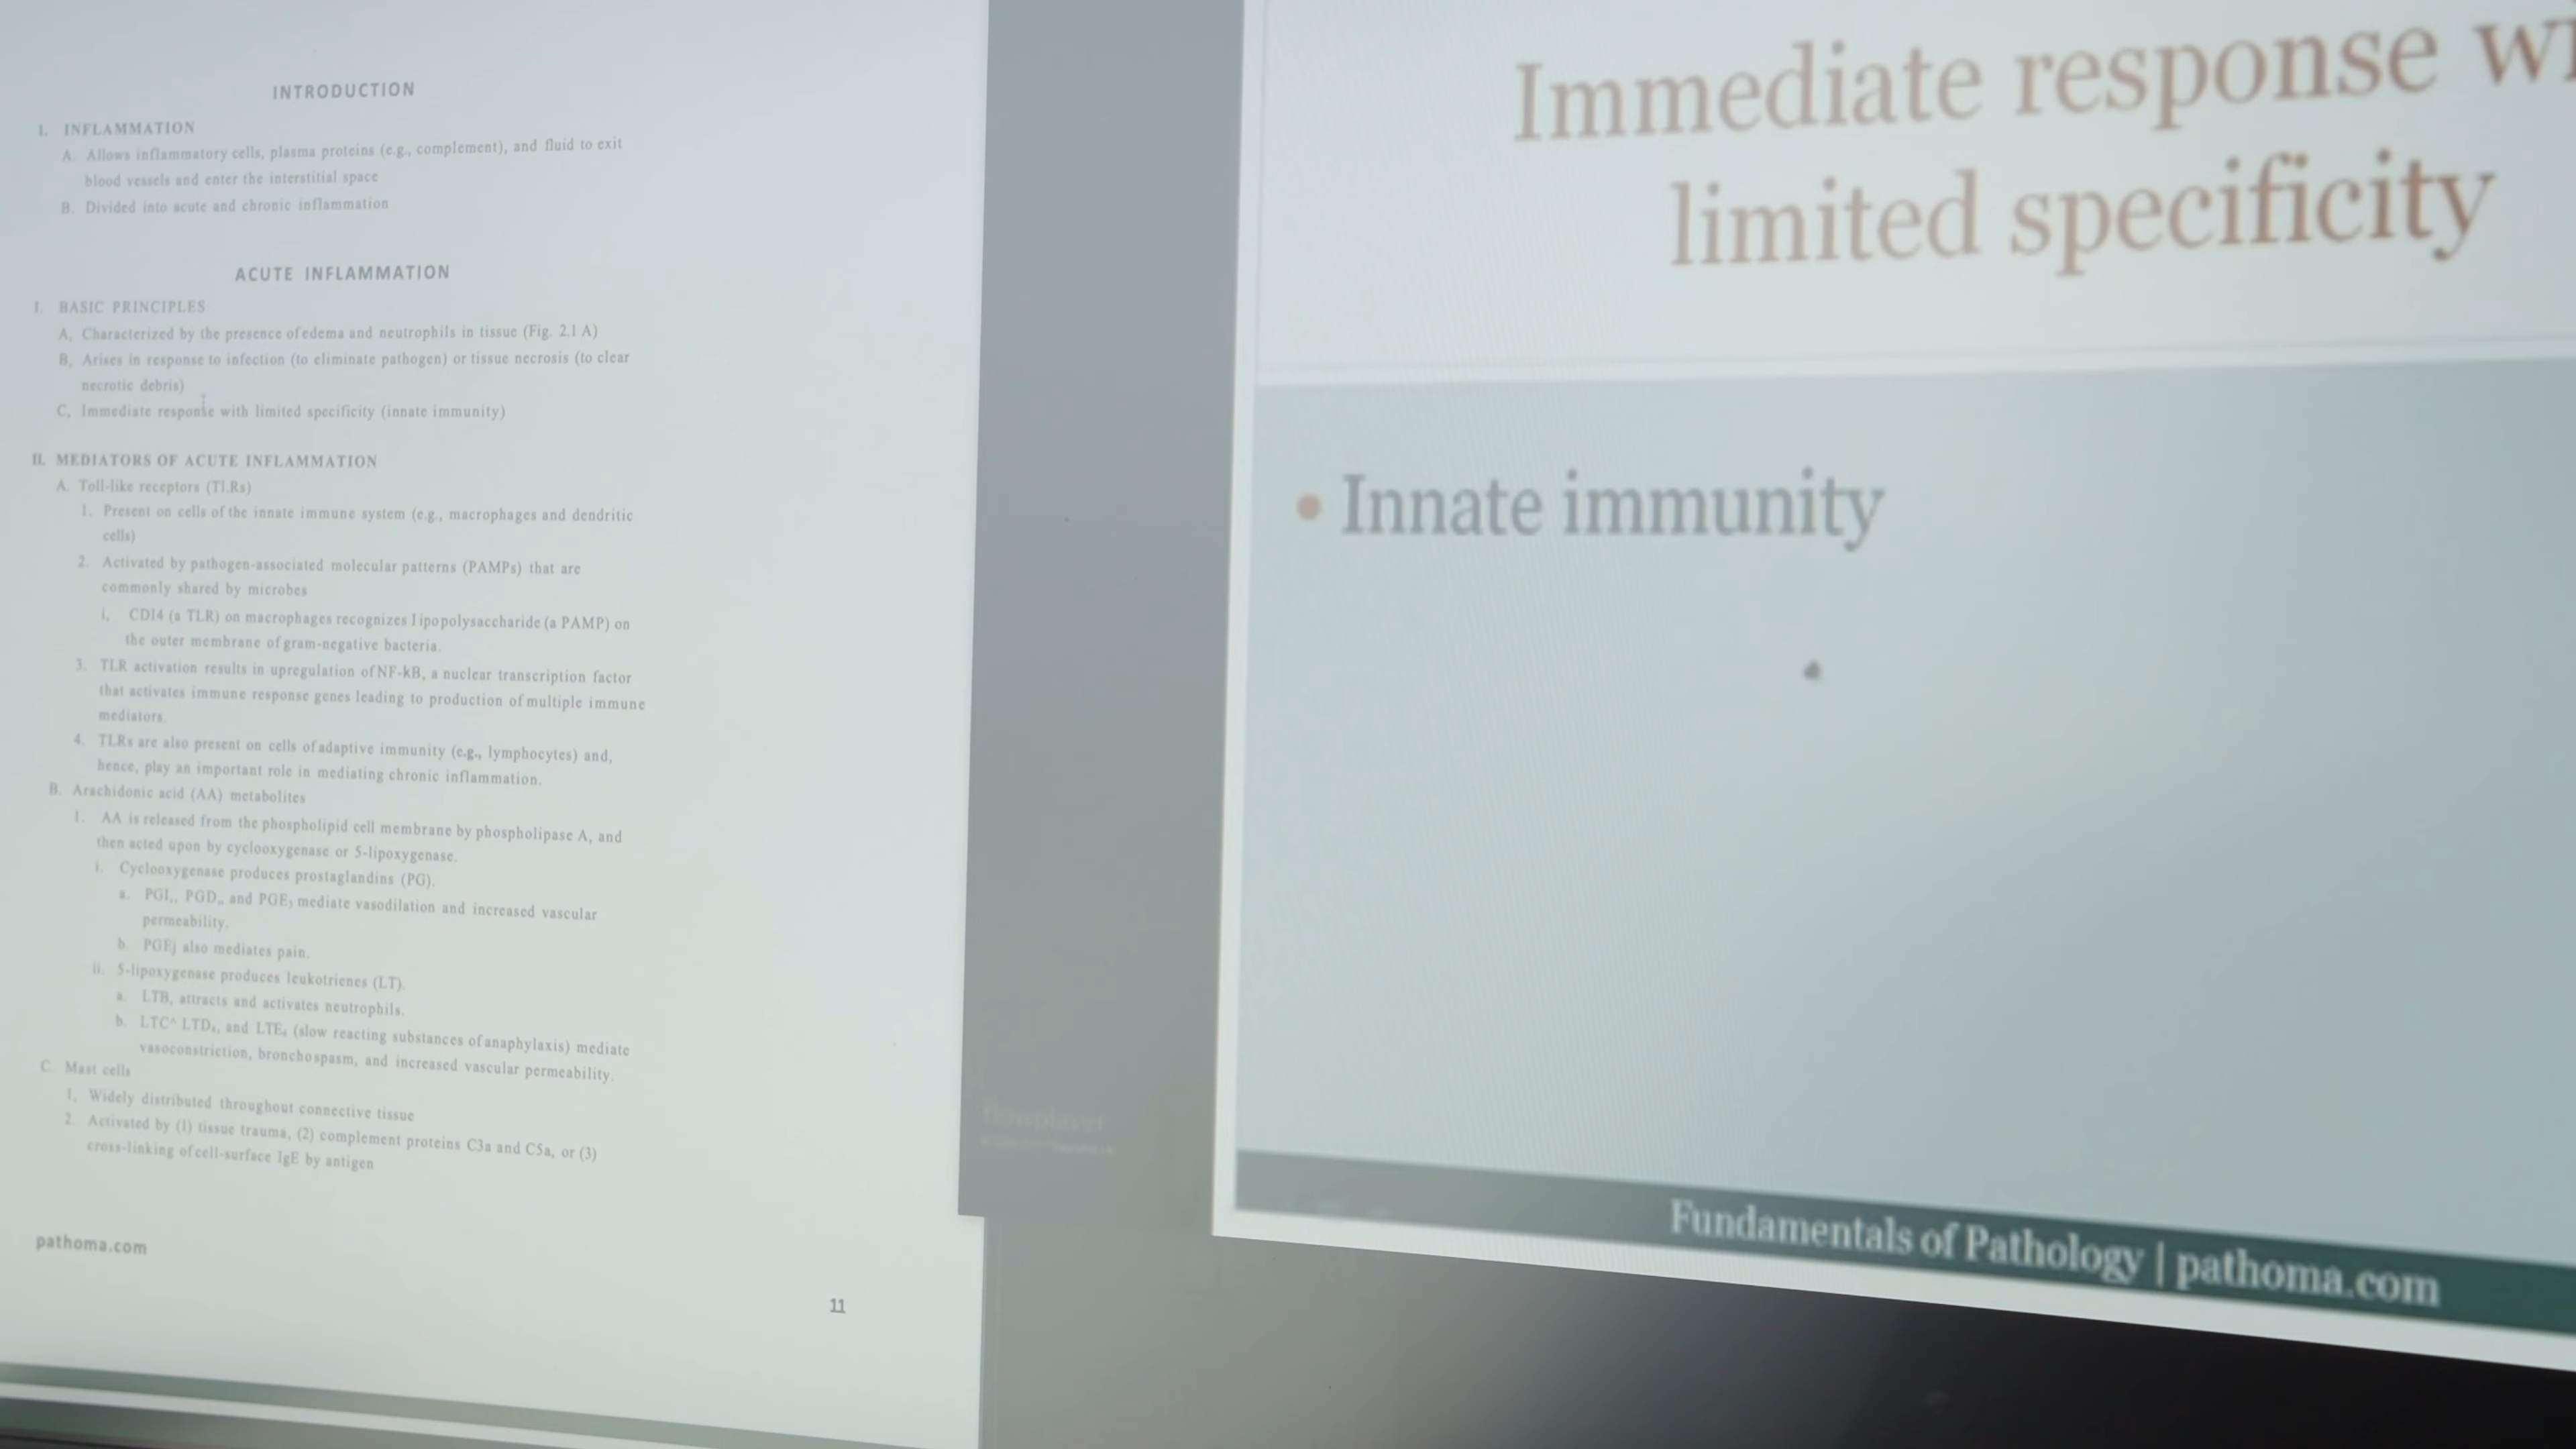 INTRODUCTION
I. INFLAMMATION
A. Allows inflammatory cells, plasma proteins (e.g., complement), and fluid to exit
blood vessels and enter the interstitial space
B. Divided into acute and chronic inflammation
ACUTE INFLAMMATION
I. BASIC PRINCIPLES
A, Characterized by the presence of edema and neutrophils in tissue (Fig. 2.1 A)
B, Arises in response to infection (to eliminate pathogen) or tissue necrosis (to clear
necrotic debris)
C, Immediate response with limited specificity (innate immunity)
II. MEDIATORS OF ACUTE INFLAMMATION
A. Toll-like receptors (TLRs)
1. Present on cells of the innate immune system (e.g., macrophages and dendritic
cells)
2. Activated by pathogen-associated molecular patterns (PAMPs) that are
commonly shared by microbes
i, CD14 (a TLR) on macrophages recognizes lipopolysaccharide (a PAMP) on
the outer membrane of gram-negative bacteria.
3. TLR activation results in upregulation of NF-kB, a nuclear transcription factor
that activates immune response genes leading to production of multiple immune
mediators.
4. TLRs are also present on cells of adaptive immunity (e.g., lymphocytes) and,
hence, play an important role in mediating chronic inflammation.
B. Arachidonic acid (AA) metabolites
1. AA is released from the phospholipid cell membrane by phospholipase A, and
then acted upon by cyclooxygenase or 5-lipoxygenase.
i. Cyclooxygenase produces prostaglandins (PG).
a. PGI,, PGD,, and PGE, mediate vasodilation and increased vascular
permeability.
b. PGEj also mediates pain.
ii. 5-lipoxygenase produces leukotrienes (LT).
a. LTB, attracts and activates neutrophils.
b. LTC^ LTD₄, and LTE₄ (slow reacting substances of anaphylaxis) mediate
vasoconstriction, bronchospasm, and increased vascular permeability.
C. Mast cells
1, Widely distributed throughout connective tissue
2. Activated by (1) tissue trauma, (2) complement proteins C3a and C5a, or (3)
cross-linking of cell-surface IgE by antigen
pathoma.com
11
Immediate response wi
limited specificity
• Innate immunity
Fundamentals of Pathology | pathoma.com